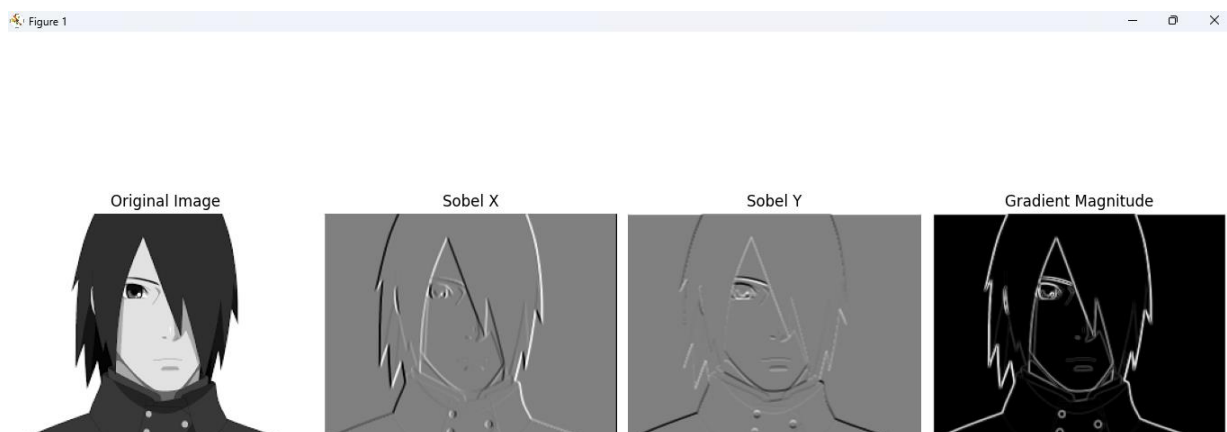 Figure 1
Original Image
Sobel X
Sobel Y
Gradient Magnitude